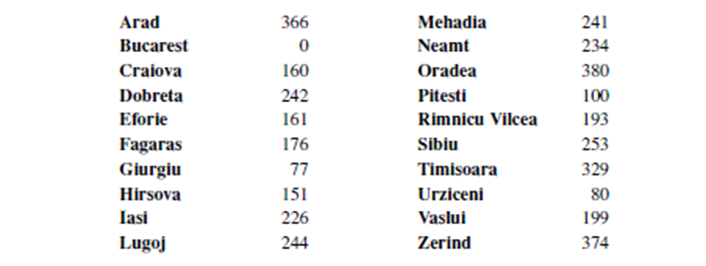 Arad 366 Mehadia 241
Bucarest 0 Neamt 234
Craiova 160 Oradea 380
Dobreta 242 Pitesti 100
Eforie 161 Rimnicu Vilcea 193
Fagaras 176 Sibiu 253
Giurgiu 77 Timisoara 329
Hirsova 151 Urziceni 80
Iasi 226 Vaslui 199
Lugoj 244 Zerind 374